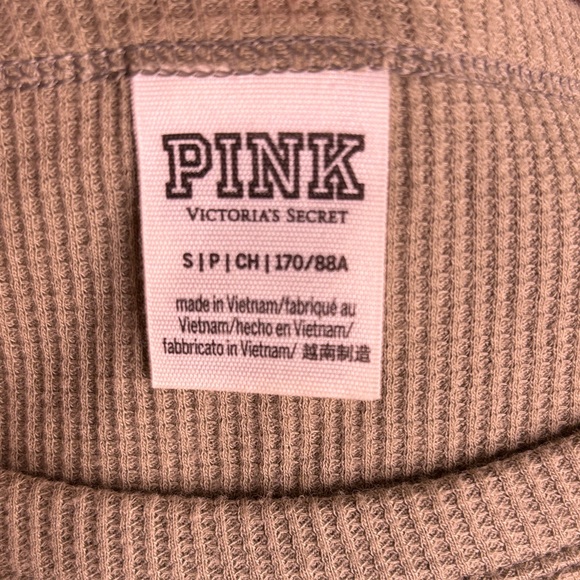 PINK
VICTORIA'S SECRET
S|P|CH|170/88A
made in Vietnam/fabriqué au
Vietnam/hecho en Vietnam/
fabbricato in Vietnam/ 越南制造